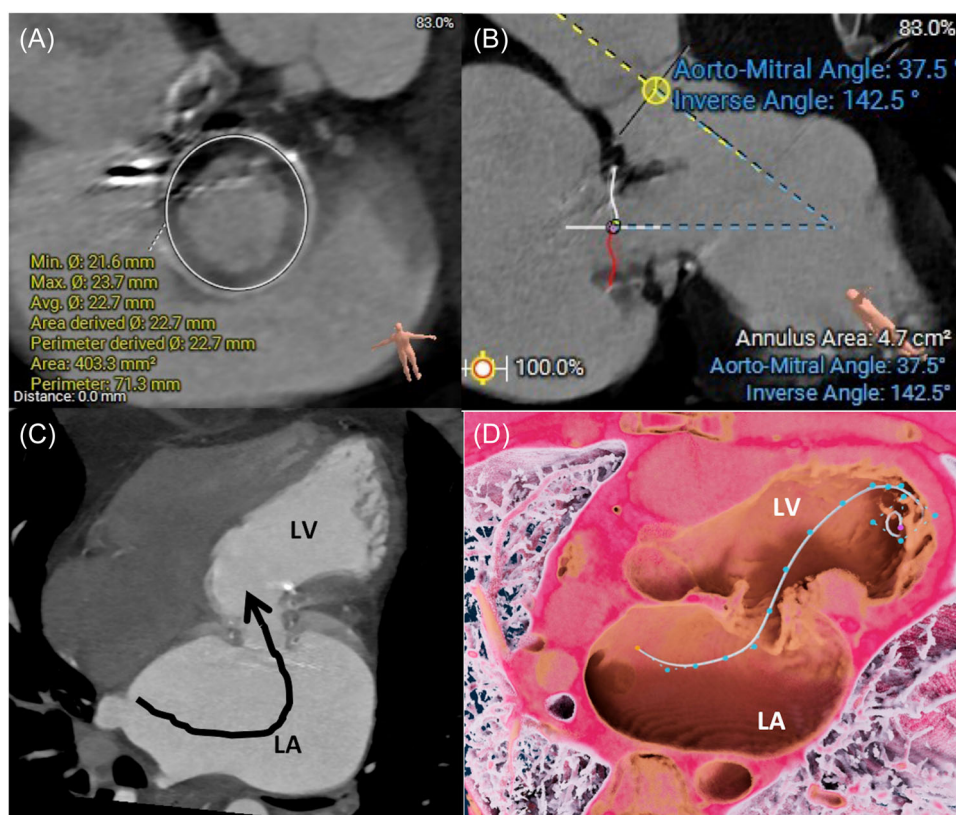 (A)
83.0%
Min. Ø: 21.6 mm
Max. Ø: 23.7 mm
Avg. Ø: 22.7 mm
Area derived Ø: 22.7 mm
Perimeter derived Ø: 22.7 mm
Area: 403.3 mm²
Perimeter: 71.3 mm
Distance: 0.0 mm
(B)
83.0%
Aorto-Mitral Angle: 37.5 °
Inverse Angle: 142.5 °
100.0%
Annulus Area: 4.7 cm²
Aorto-Mitral Angle: 37.5°
Inverse Angle: 142.5°
(C)
LV
LA
(D)
LV
LA